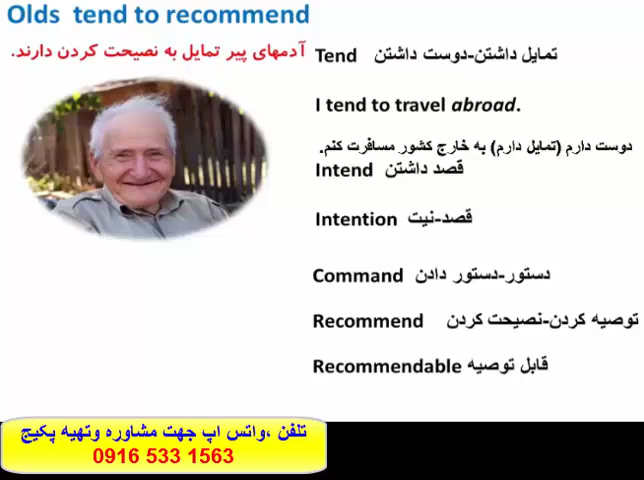 Olds tend to recommend
آدمهای پیر تمایل به نصیحت کردن دارند.
Tend تمایل داشتن-دوست داشتن
I tend to travel abroad.
دوست دارم (تمایل دارم) به خارج کشور مسافرت کنم.
Intend قصد داشتن
Intention قصد-نیت
Command دستور-دستور دادن
Recommend توصیه کردن-نصیحت کردن
Recommendable قابل توصیه
تلفن ،واتس اپ جهت مشاوره وتهیه پکیج
0916 533 1563